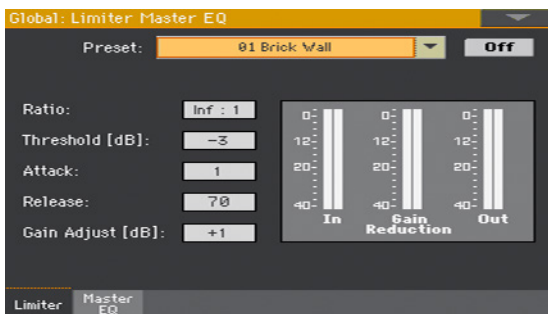 Global: Limiter Master EQ
Preset: 01 Brick Wall Off
Ratio: Inf : 1
Threshold [dB]: -3
Attack: 1
Release: 70
Gain Adjust [dB]: +1
0 0 0
12 12 12
20 20 20
40 40 40
In Gain Reduction Out
Limiter Master EQ